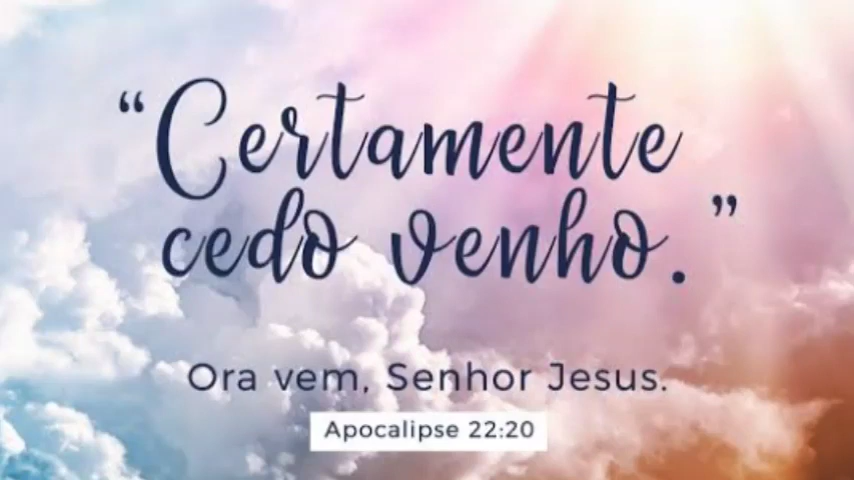 “Certamente
cedo venho.”
Ora vem, Senhor Jesus.
Apocalipse 22:20